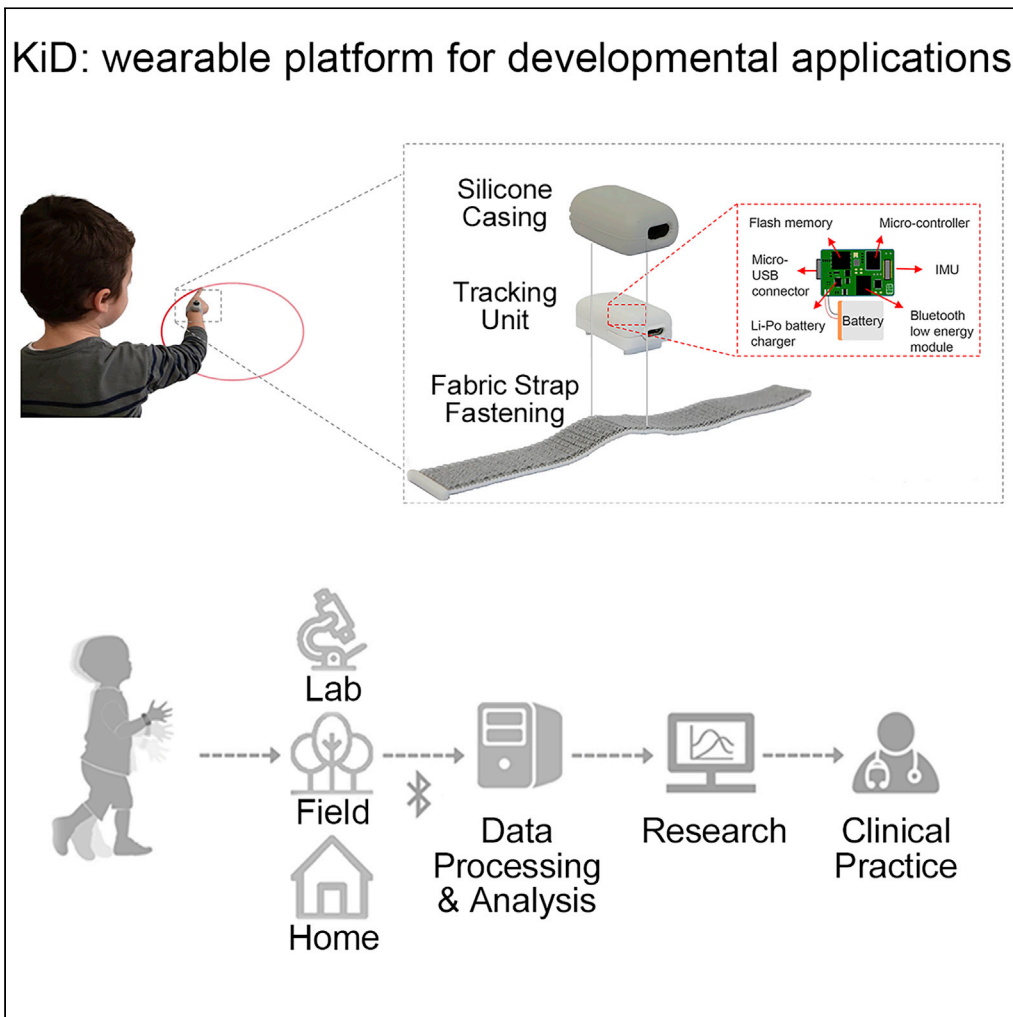 KiD: wearable platform for developmental applications
Silicone
Casing
Tracking
Unit
Fabric Strap
Fastening
Flash memory
Micro-controller
Micro-
USB
connector
IMU
Li-Po battery
charger
Battery
Bluetooth
low energy
module
Lab
Field
Home
Data
Processing
& Analysis
Research
Clinical
Practice